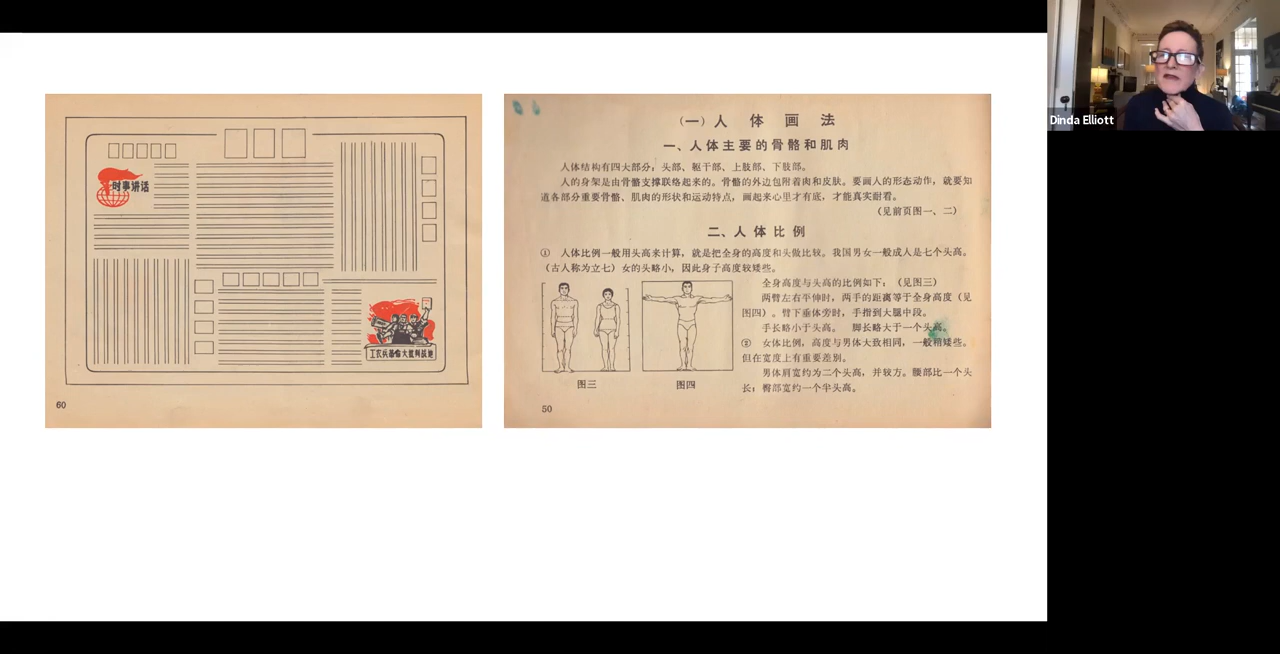 Dinda Elliott
时事讲话
60
(一) 人体画法
一、人体主要的骨骼和肌肉
人体结构有四大部分：头部、躯干部、上肢部、下肢部。
人的身架是由骨骼支撑联络起来的。骨骼的外边包附着肉和皮肤。要画人的形态动作，就要知
道各部分重要骨骼、肌肉的形状和运动特点，画起来心里才有底，才能真实耐看。
(见前页图一、二)
二、人体比例
① 人体比例一般用头高来计算，就是把全身的高度和头做比较。我国男女一般成人是七个头高。
(古人称为立七) 女的头略小，因此身子高度较矮些。
全身高度与头高的比例如下：(见图三)
两臂左右平伸时，两手的距离等于全身高度 (见
图四)。臂下垂体旁时，手指到大腿中段。
手长略小于头高。 脚长略大于一个头高。
② 女体比例，高度与男体大致相同，一般稍矮些。
但在宽度上有重要差别。
男体肩宽约为二个头高，并较方。腰部比一个头
长；臀部宽约一个半头高。
图三
图四
50